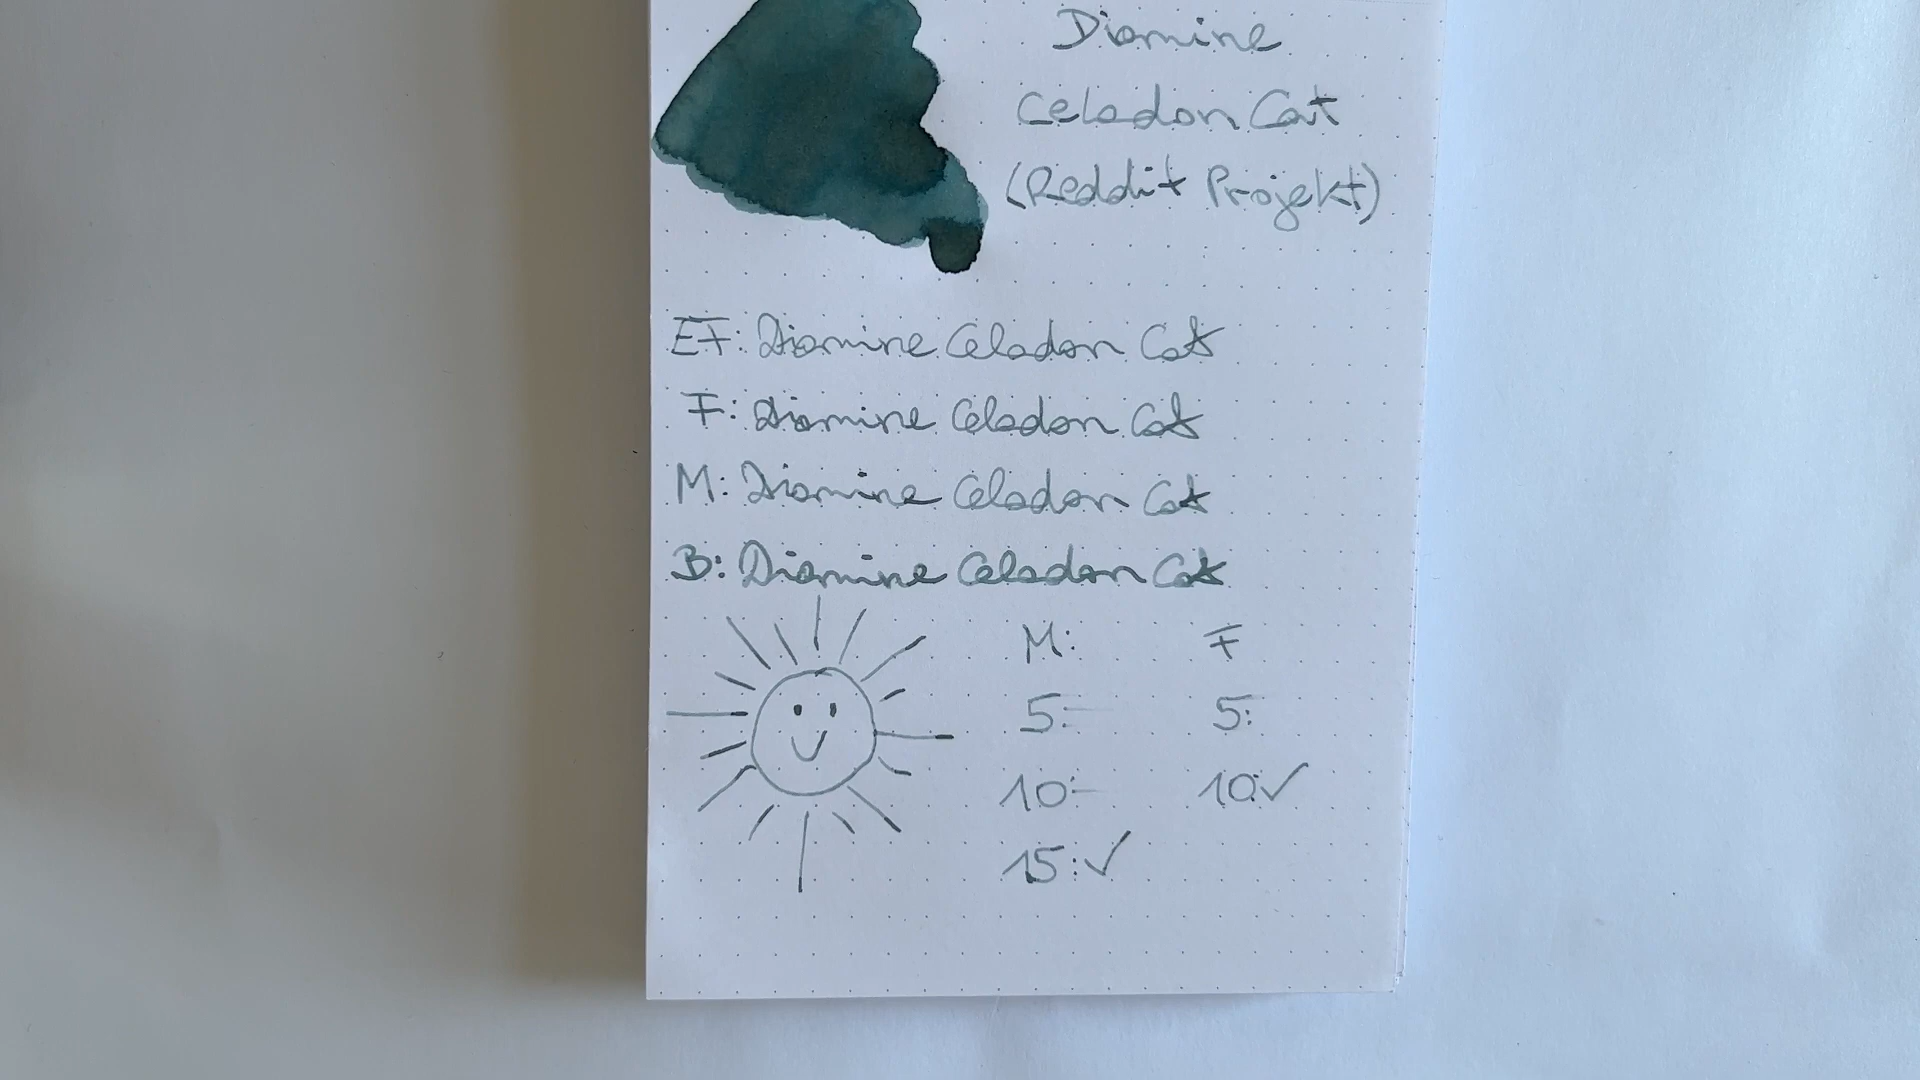 Diamine
Celadon Cat
(Reddit Projekt)
EF: Diamine Celadon Cat
F: Diamine Celadon Cat
M: Diamine Celadon Cat
B: Diamine Celadon Cat
M: F
5:- 5:
10:- 10:✓
15:✓